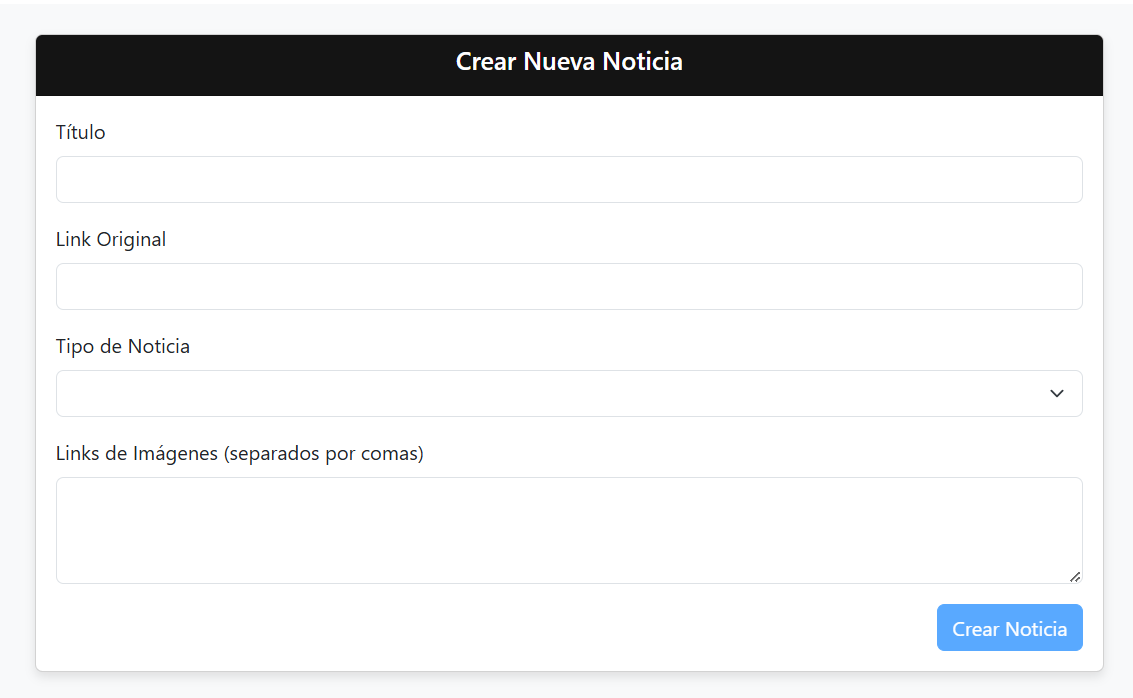 Crear Nueva Noticia
Título
Link Original
Tipo de Noticia
Links de Imágenes (separados por comas)
Crear Noticia